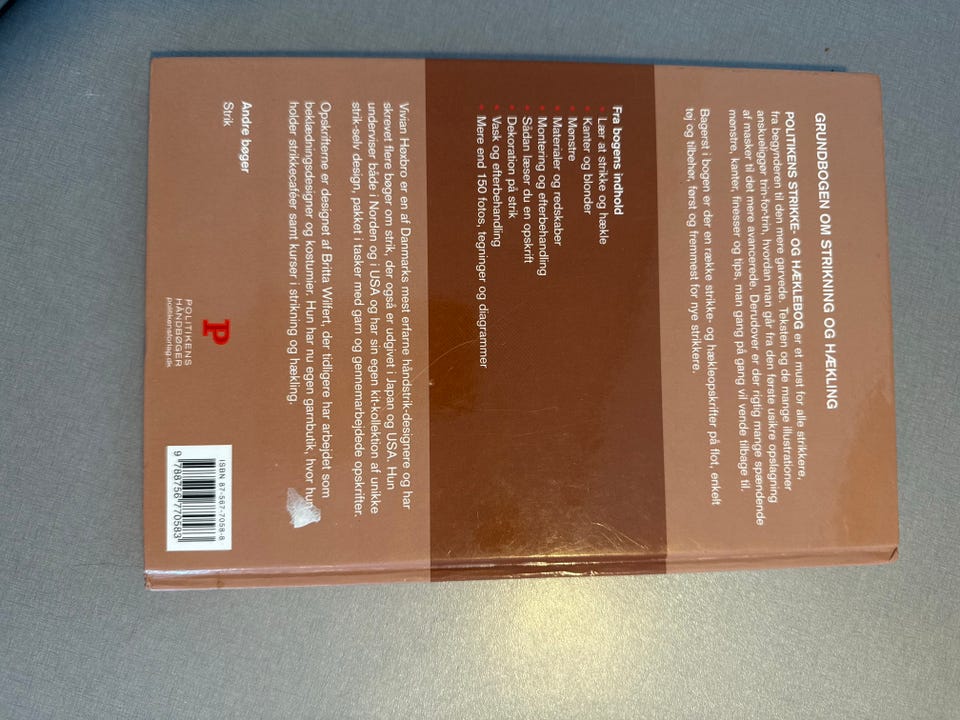 GRUNDBOGEN OM STRIKNING OG HÆKLING
POLITIKENS STRIKKE- OG HÆKLEBOG er et must for alle strikkere,
fra begynderen til den mere garvede. Teksten og de mange illustrationer
anskueliggør trin-for-trin, hvordan man går fra den første usikre opslagning
af masker til det mere avancerede. Derudover er der rigtig mange spændende
mønstre, kanter, finesser og tips, man gang på gang vil vende tilbage til.
Bagerst i bogen er der en række strikke- og hækleopskrifter på flot, enkelt
tøj og tilbehør, først og fremmest for nye strikkere.
Fra bogens indhold
• Lær at strikke og hækle
• Kanter og blonder
• Mønstre
• Materialer og redskaber
• Montering og efterbehandling
• Sådan læser du en opskrift
• Dekoration på strik
• Vask og efterbehandling
• Mere end 150 fotos, tegninger og diagrammer
Vivian Høxbro er en af Danmarks mest erfarne håndstrik-designere og har
skrevet flere bøger om strik, der også er udgivet i Japan og USA. Hun
underviser både i Norden og i USA og har sin egen kit-kollektion af unikke
strik-selv design, pakket i tasker med garn og gennemarbejdede opskrifter.
Opskrifterne er designet af Britta Wilfert, der tidligere har arbejdet som
beklædningsdesigner og kostumier. Hun har nu egen garnbutik, hvor hun
holder strikkecaféer samt kurser i strikning og hækling.
Andre bøger
Strik
P
POLITIKENS
HÅNDBØGER
politikensforlag.dk
ISBN 87-567-7058-8
9 788756 770583